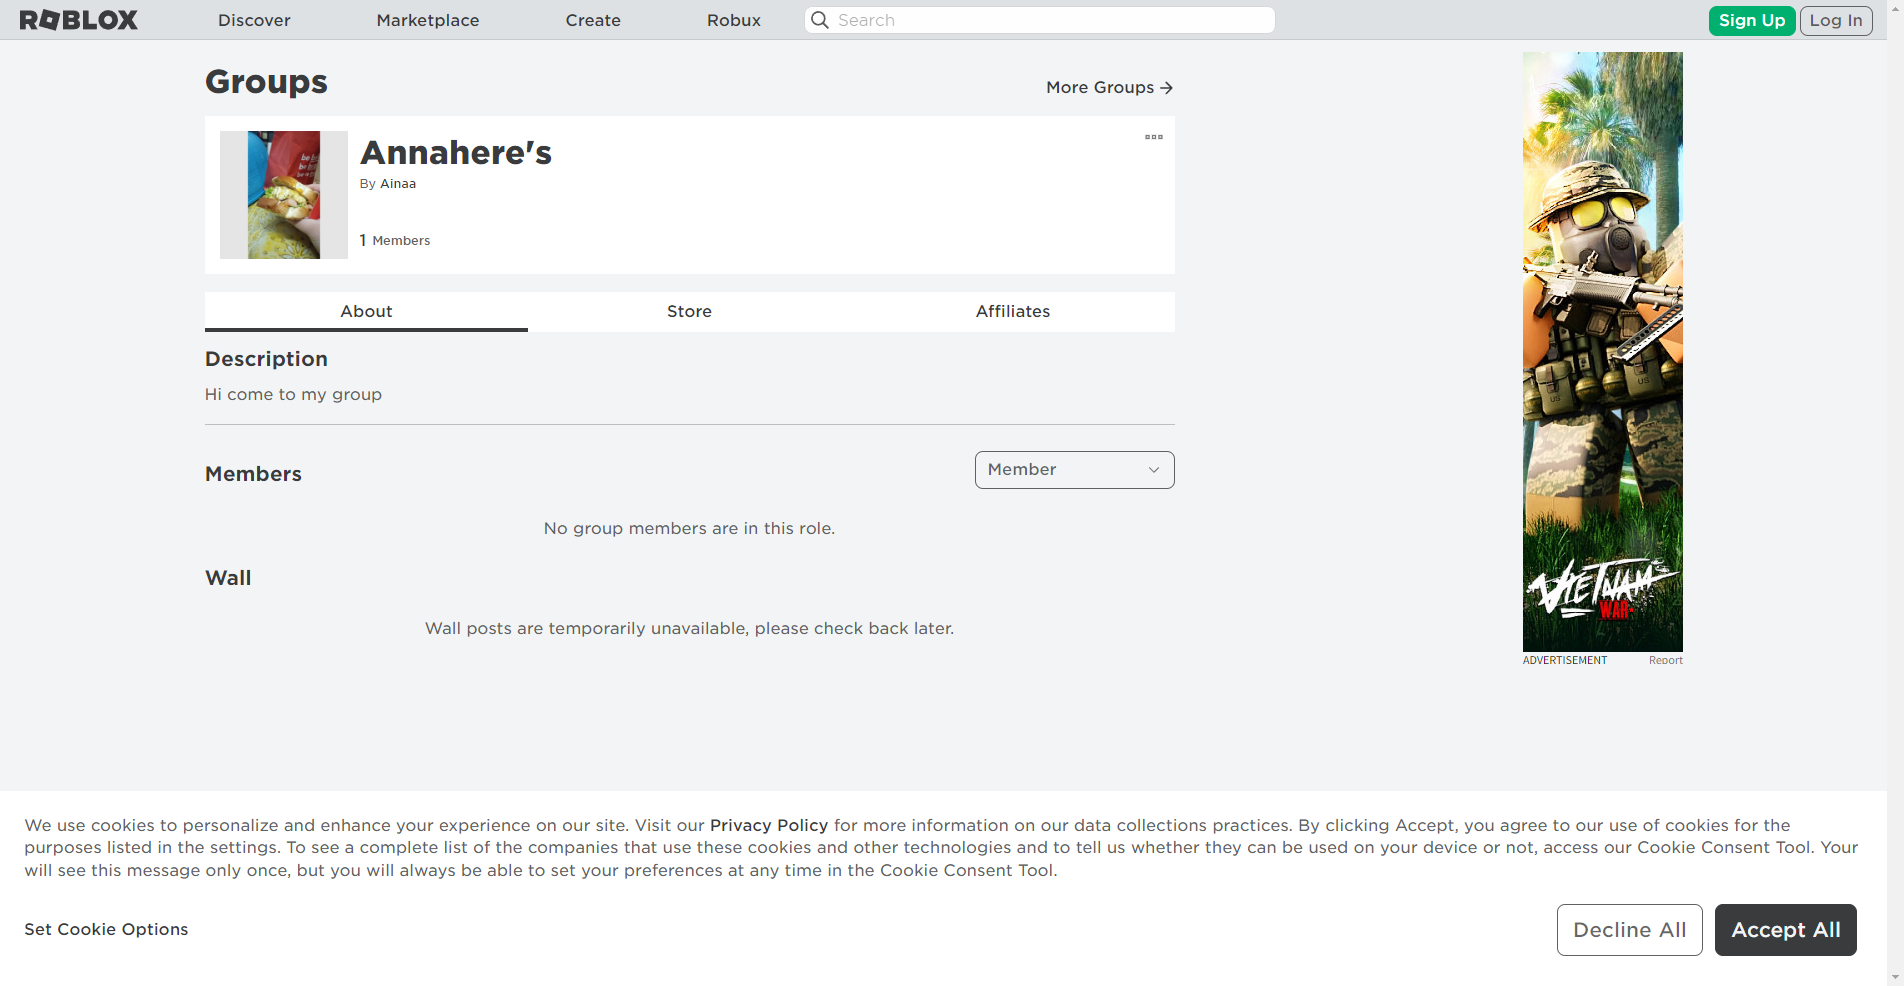 ROBLOX
Discover
Marketplace
Create
Robux
Search
Sign Up
Log In
Groups
More Groups →
Annahere's
By Ainaa
1 Members
About
Store
Affiliates
Description
Hi come to my group
Members
Member
No group members are in this role.
Wall
Wall posts are temporarily unavailable, please check back later.
US
US
VIETNAM
WAR
ADVERTISEMENT
Report
We use cookies to personalize and enhance your experience on our site. Visit our Privacy Policy for more information on our data collections practices. By clicking Accept, you agree to our use of cookies for the
purposes listed in the settings. To see a complete list of the companies that use these cookies and other technologies and to tell us whether they can be used on your device or not, access our Cookie Consent Tool. Your
will see this message only once, but you will always be able to set your preferences at any time in the Cookie Consent Tool.
Set Cookie Options
Decline All
Accept All